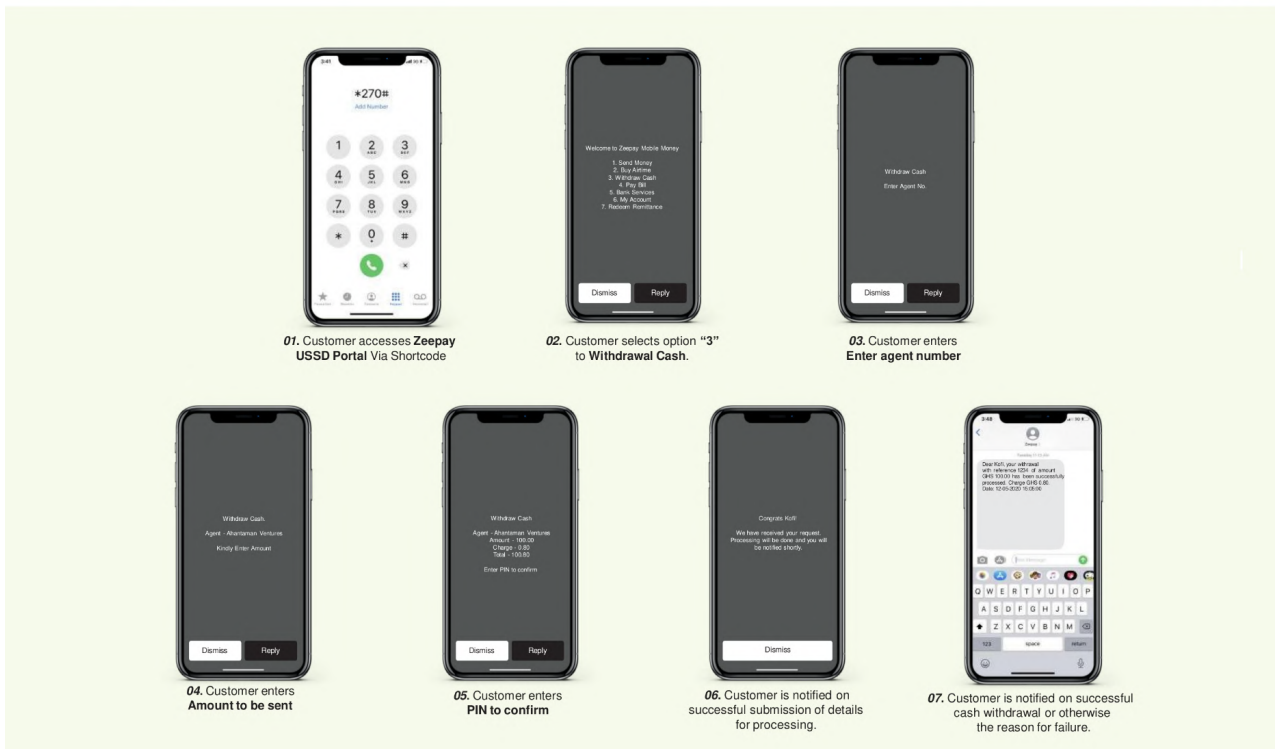 3:41
*270#
Add Number
1
2
ABC
3
DEF
4
GHI
5
JKL
6
MNO
7
PQRS
8
TUV
9
WXYZ
*
0
#
01. Customer accesses Zeepay
USSD Portal Via Shortcode
Welcome to Zeepay Mobile Money
1. Send Money
2. Buy Airtime
3. Withdraw Cash
4. Pay Bill
5. Bank Services
6. My Account
7. Redeem Remittance
Dismiss
Reply
02. Customer selects option “3”
to Withdrawal Cash.
Withdraw Cash
Enter Agent No.
Dismiss
Reply
03. Customer enters
Enter agent number
Withdraw Cash.
Agent - Ahantaman Ventures
Kindly Enter Amount
Dismiss
Reply
04. Customer enters
Amount to be sent
Withdraw Cash
Agent - Ahantaman Ventures
Amount - 100.00
Charge - 0.80
Total - 100.80
Enter PIN to confirm
Dismiss
Reply
05. Customer enters
PIN to confirm
Congrats Kofi!
We have received your request.
Processing will be done and you will
be notified shortly.
Dismiss
06. Customer is notified on
successful submission of details
for processing.
3:48
Zeepay
Dear Kofi, your withrawal
with reference 1234 of amount
GHS 100.00 has been successfully
processed. Charge GHS 0.80.
Q W E R T Y U I O P
A S D F G H J K L
Z X C V B N M
123
space
return
07. Customer is notified on successful
cash withdrawal or otherwise
the reason for failure.